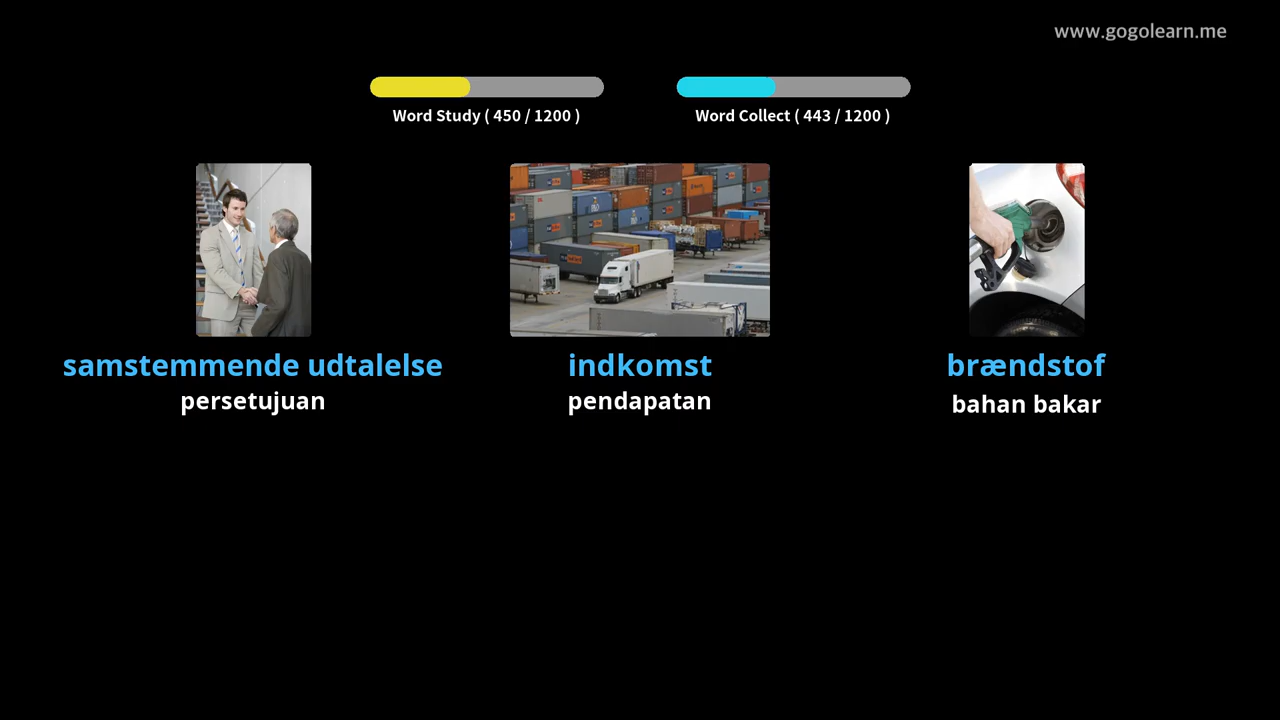 www.gogolearn.me
Word Study ( 450 / 1200 )
Word Collect ( 443 / 1200 )
samstemmende udtalelse
indkomst
brændstof
persetujuan
pendapatan
bahan bakar